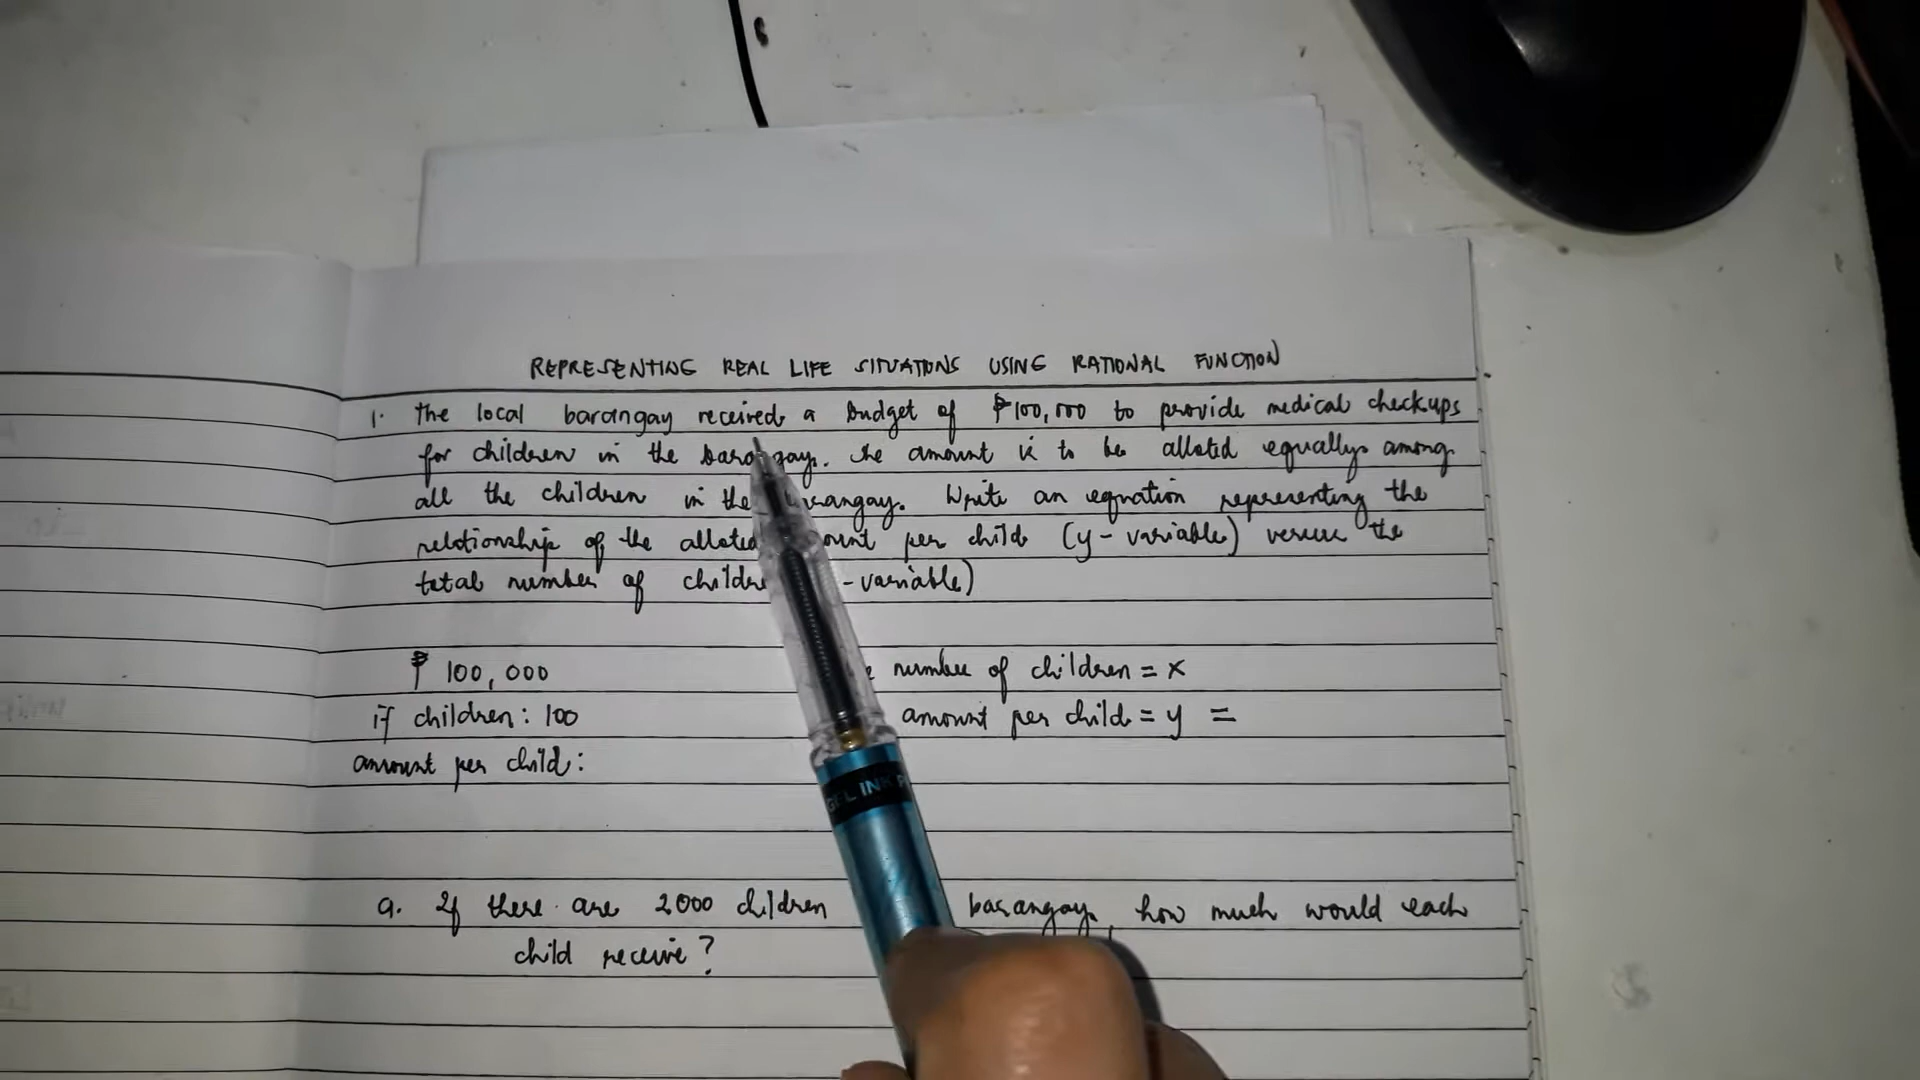 REPRESENTING REAL LIFE SITUATIONS USING RATIONAL FUNCTION
1. The local barangay received a budget of ₱100,000 to provide medical checkups
for children in the barangay. The amount is to be alloted equally among
all the children in the barangay. Write an equation representing the
relationship of the alloted per child (y-variable) versus the
total number of -variable)
₱ 100,000
number of children = x
if children: 100
amount per child = y =
amount per child:
GEL INK
a. If there are 2000 children barangay, how much would each
child receive?